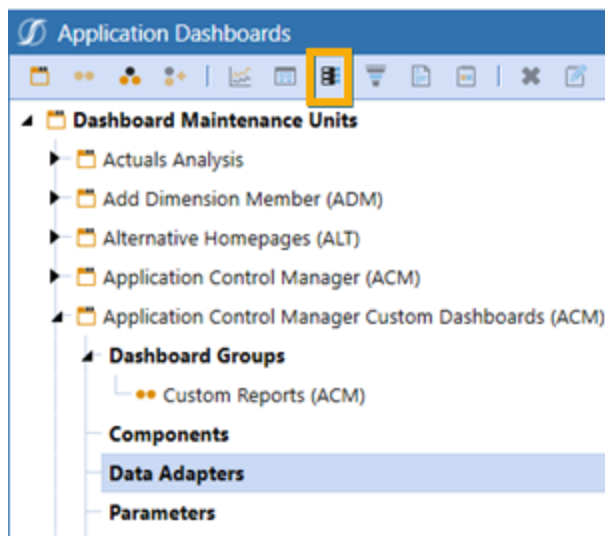 Application Dashboards
Dashboard Maintenance Units
Actuals Analysis
Add Dimension Member (ADM)
Alternative Homepages (ALT)
Application Control Manager (ACM)
Application Control Manager Custom Dashboards (ACM)
Dashboard Groups
Custom Reports (ACM)
Components
Data Adapters
Parameters